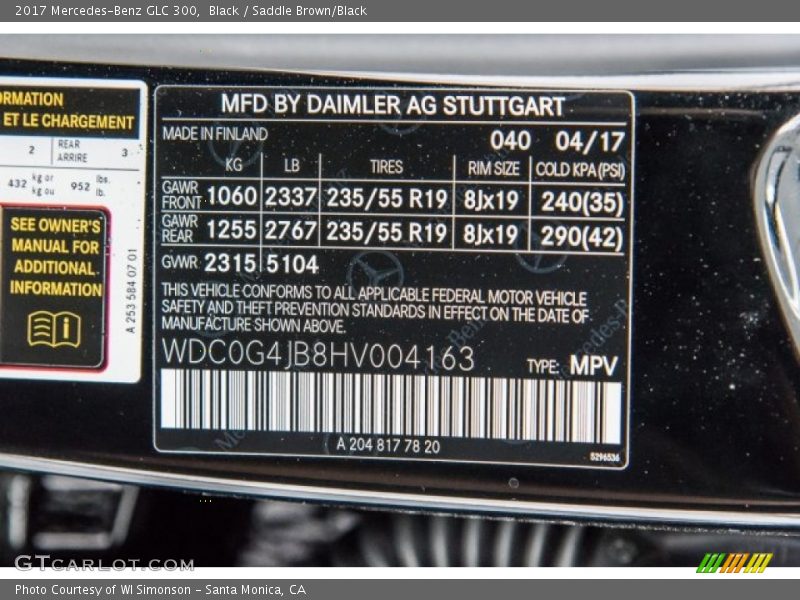 2017 Mercedes-Benz GLC 300,  Black / Saddle Brown/Black
ORMATION
ET LE CHARGEMENT
2 REAR ARRIERE 3
432 kg or kg ou 952 lbs. lb.
SEE OWNER'S
MANUAL FOR
ADDITIONAL
INFORMATION
A 253 584 07 01
MFD BY DAIMLER AG STUTTGART
MADE IN FINLAND 040 04/17
KG LB TIRES RIM SIZE COLD KPA(PSI)
GAWR FRONT 1060 2337 235/55 R19 8Jx19 240(35)
GAWR REAR 1255 2767 235/55 R19 8Jx19 290(42)
GWR 2315 5104
THIS VEHICLE CONFORMS TO ALL APPLICABLE FEDERAL MOTOR VEHICLE
SAFETY AND THEFT PREVENTION STANDARDS IN EFFECT ON THE DATE OF
MANUFACTURE SHOWN ABOVE.
WDC0G4JB8HV004163 TYPE: MPV
A 204 817 78 20
5296536
GTCARLOT.COM
Photo Courtesy of WI Simonson - Santa Monica, CA